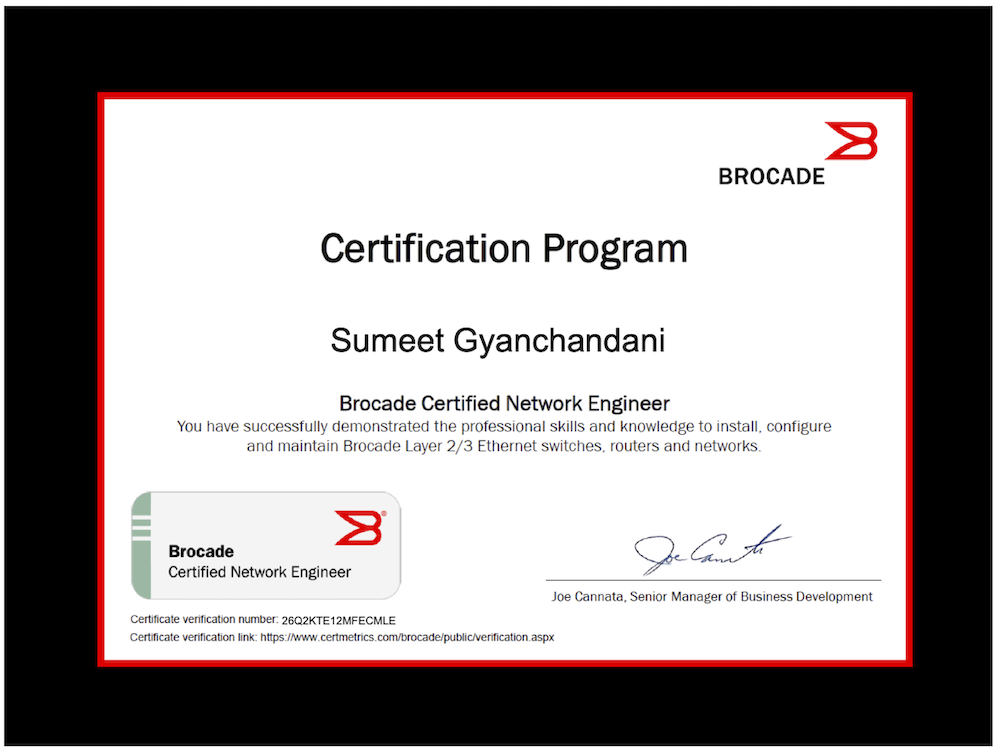 BROCADE
Certification Program
Sumeet Gyanchandani
Brocade Certified Network Engineer
You have successfully demonstrated the professional skills and knowledge to install, configure
and maintain Brocade Layer 2/3 Ethernet switches, routers and networks.
®
Brocade
Certified Network Engineer
Joe Cannata
Joe Cannata, Senior Manager of Business Development
Certificate verification number: 26Q2KTE12MFECMLE
Certificate verification link: https://www.certmetrics.com/brocade/public/verification.aspx